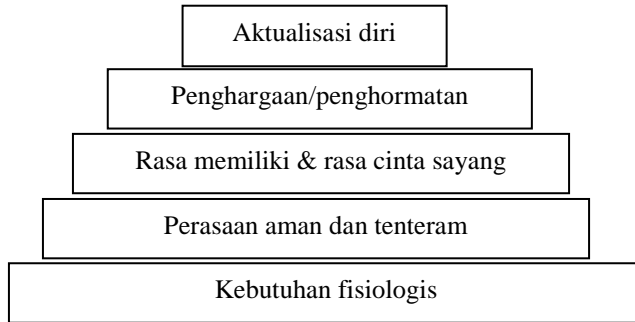 Aktualisasi diri
Penghargaan/penghormatan
Rasa memiliki & rasa cinta sayang
Perasaan aman dan tenteram
Kebutuhan fisiologis